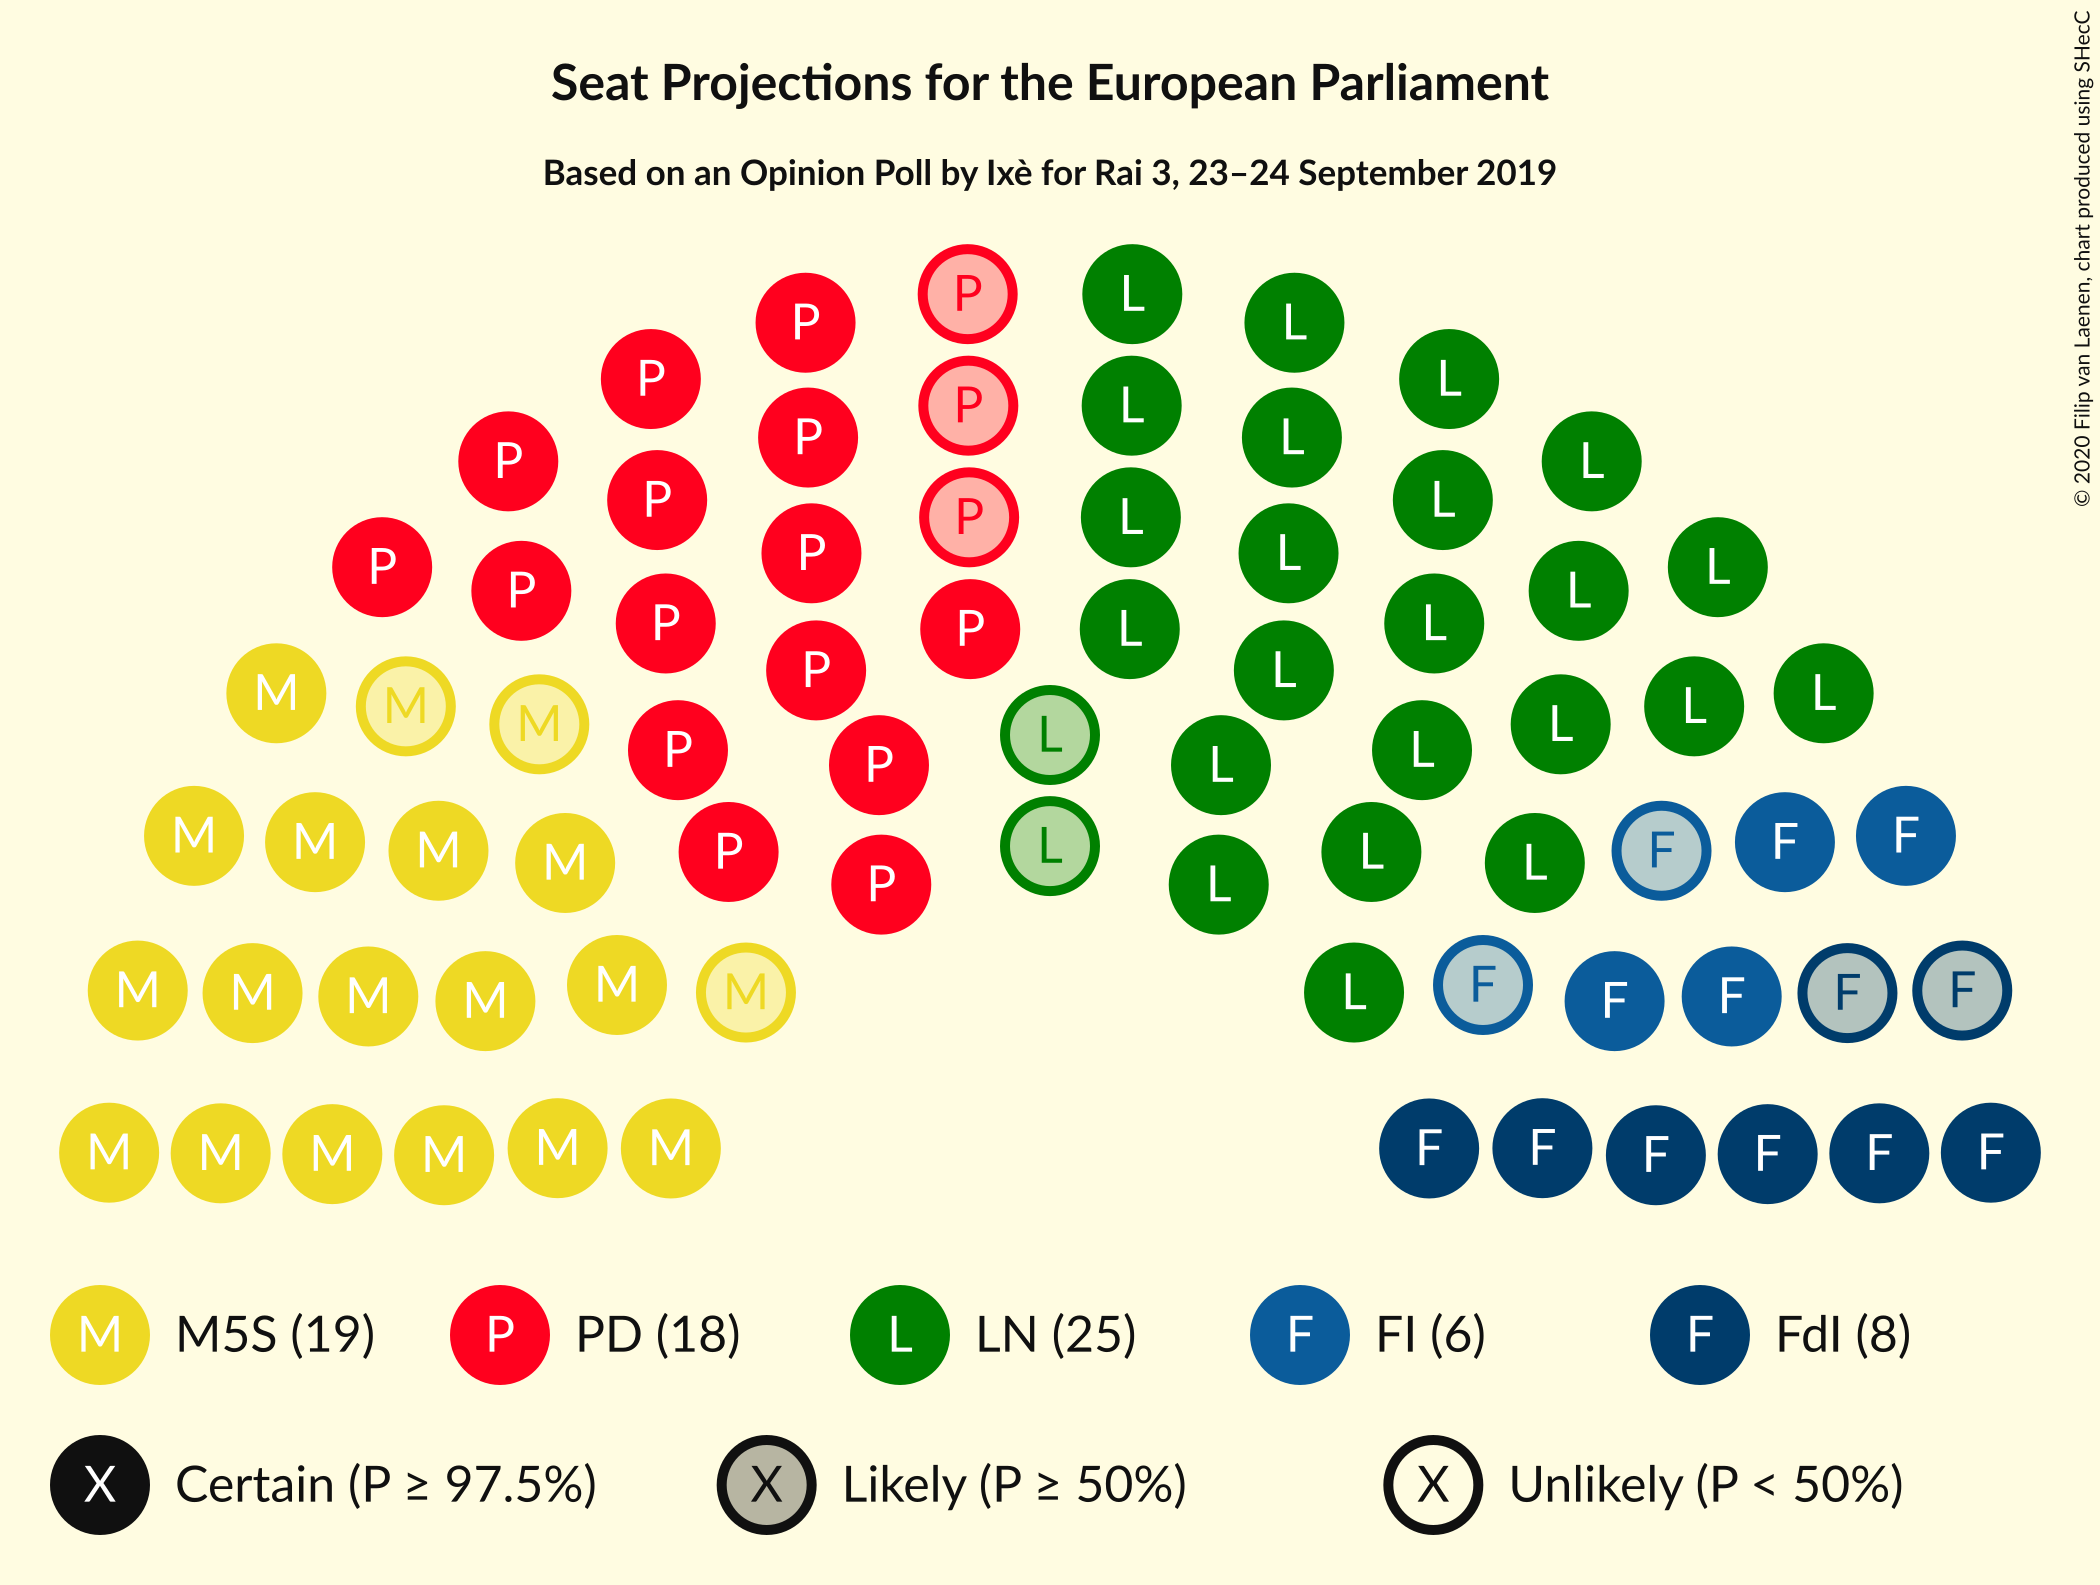 Seat Projections for the European Parliament
Based on an Opinion Poll by Ixè for Rai 3, 23–24 September 2019
© 2020 Filip van Laenen, chart produced using SHecC
P L
P L
P L
P P L L
P P L L
P L
P P L L
P L
P P L L
P P L L
P L
M L
M L
M P L L L
P P L L
M M M M P L L L L F F F
P L
M M M M M M L F F F F F
M M M M M M F F F F F F
M M5S (19) P PD (18) L LN (25) F FI (6) F FdI (8)
X Certain (P ≥ 97.5%) X Likely (P ≥ 50%) X Unlikely (P < 50%)